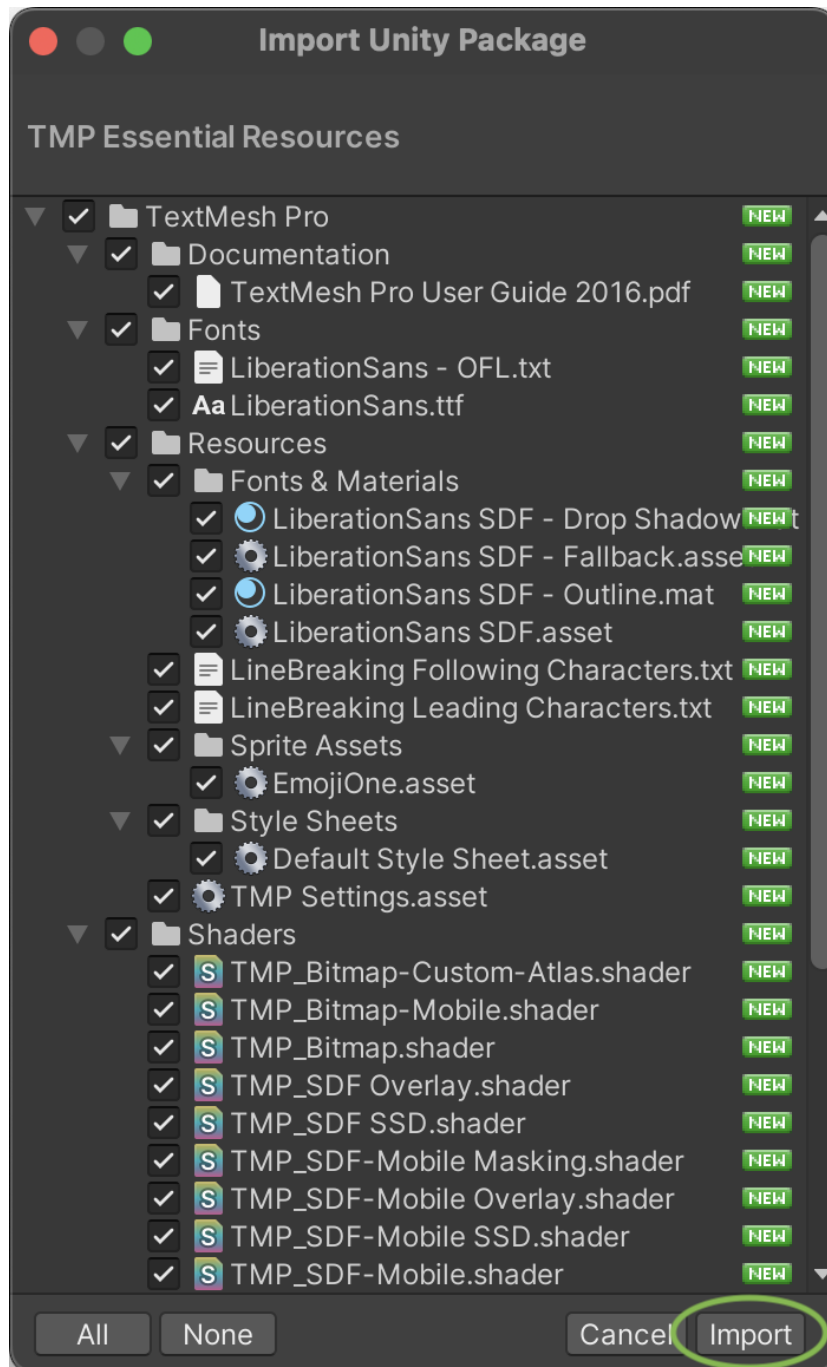 Import Unity Package
TMP Essential Resources
TextMesh Pro NEW
Documentation NEW
TextMesh Pro User Guide 2016.pdf NEW
Fonts NEW
LiberationSans - OFL.txt NEW
Aa LiberationSans.ttf NEW
Resources NEW
Fonts & Materials NEW
LiberationSans SDF - Drop Shadow NEW t
LiberationSans SDF - Fallback.asse NEW
LiberationSans SDF - Outline.mat NEW
LiberationSans SDF.asset NEW
LineBreaking Following Characters.txt NEW
LineBreaking Leading Characters.txt NEW
Sprite Assets NEW
EmojiOne.asset NEW
Style Sheets NEW
Default Style Sheet.asset NEW
TMP Settings.asset NEW
Shaders NEW
S TMP_Bitmap-Custom-Atlas.shader NEW
S TMP_Bitmap-Mobile.shader NEW
S TMP_Bitmap.shader NEW
S TMP_SDF Overlay.shader NEW
S TMP_SDF SSD.shader NEW
S TMP_SDF-Mobile Masking.shader NEW
S TMP_SDF-Mobile Overlay.shader NEW
S TMP_SDF-Mobile SSD.shader NEW
S TMP_SDF-Mobile.shader NEW
All None Cancel Import